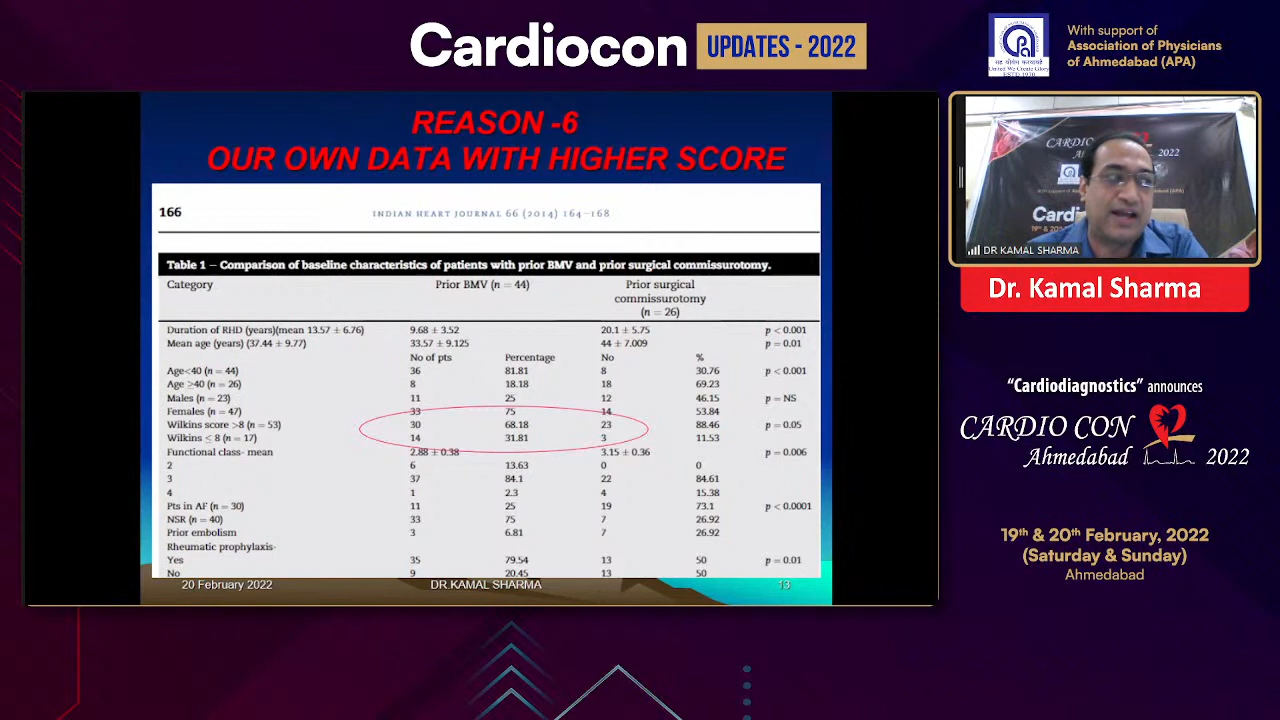 Cardiocon UPDATES - 2022
सह वीर्यं करवावहै
United We Create Glory
ESTD 1970
With support of
Association of Physicians
of Ahmedabad (APA)
REASON -6
OUR OWN DATA WITH HIGHER SCORE
166 INDIAN HEART JOURNAL 66 (2014) 164–168
Table 1 – Comparison of baseline characteristics of patients with prior BMV and prior surgical commissurotomy.
Category Prior BMV (n = 44) Prior surgical
commissurotomy
(n = 26)
Duration of RHD (years)(mean 13.57 ± 6.76) 9.68 ± 3.52 20.1 ± 5.75 p < 0.001
Mean age (years) (37.44 ± 9.77) 33.57 ± 9.125 44 ± 7.009 p = 0.01
No of pts Percentage No %
Age<40 (n = 44) 36 81.81 8 30.76 p < 0.001
Age ≥40 (n = 26) 8 18.18 18 69.23
Males (n = 23) 11 25 12 46.15 p = NS
Females (n = 47) 33 75 14 53.84
Wilkins score >8 (n = 53) 30 68.18 23 88.46 p = 0.05
Wilkins ≤ 8 (n = 17) 14 31.81 3 11.53
Functional class- mean 2.88 ± 0.38 3.15 ± 0.36 p = 0.006
2 6 13.63 0 0
3 37 84.1 22 84.61
4 1 2.3 4 15.38
Pts in AF (n = 30) 11 25 19 73.1 p < 0.0001
NSR (n = 40) 33 75 7 26.92
Prior embolism 3 6.81 7 26.92
Rheumatic prophylaxis-
Yes 35 79.54 13 50 p = 0.01
No 9 20.45 13 50
20 February 2022 DR.KAMAL SHARMA 13
CARDIO
2022
Cardi
DR KAMAL SHARMA
Dr. Kamal Sharma
"Cardiodiagnostics" announces
CARDIO CON
Ahmedabad 2022
19th & 20th February, 2022
(Saturday & Sunday)
Ahmedabad